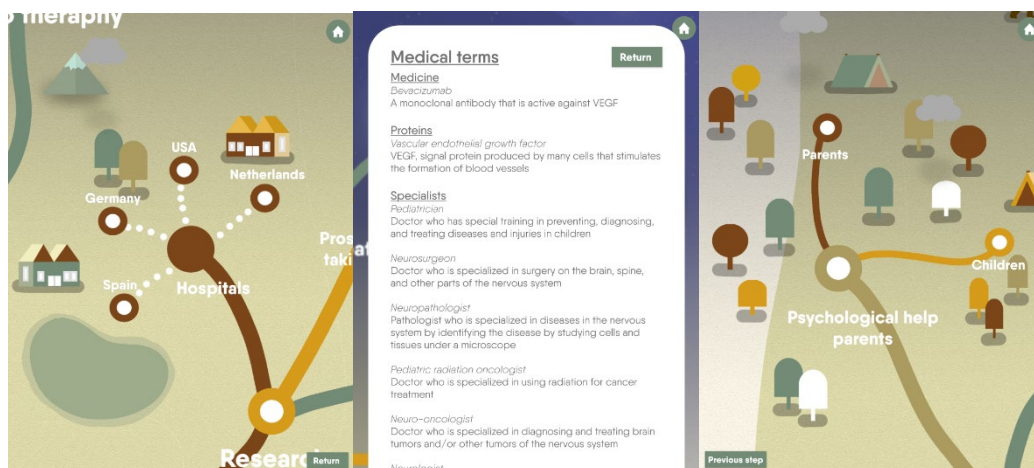 theraphy
USA
Netherlands
Germany
Spain
Hospitals
Return
Medical terms
Return
Medicine
Bevacizumab
A monoclonal antibody that is active against VEGF
Proteins
Vascular endothelial growth factor
VEGF, signal protein produced by many cells that stimulates
the formation of blood vessels
Specialists
Pediatrician
Doctor who has special training in preventing, diagnosing,
and treating diseases and injuries in children
Neurosurgeon
Doctor who is specialized in surgery on the brain, spine,
and other parts of the nervous system
Neuropathologist
Pathologist who is specialized in diseases in the nervous
system by identifying the disease by studying cells and
tissues under a microscope
Pediatric radiation oncologist
Doctor who is specialized in using radiation for cancer
treatment
Neuro-oncologist
Doctor who is specialized in diagnosing and treating brain
tumors and/or other tumors of the nervous system
Neurologist
Parents
Children
Psychological help
parents
Previous step